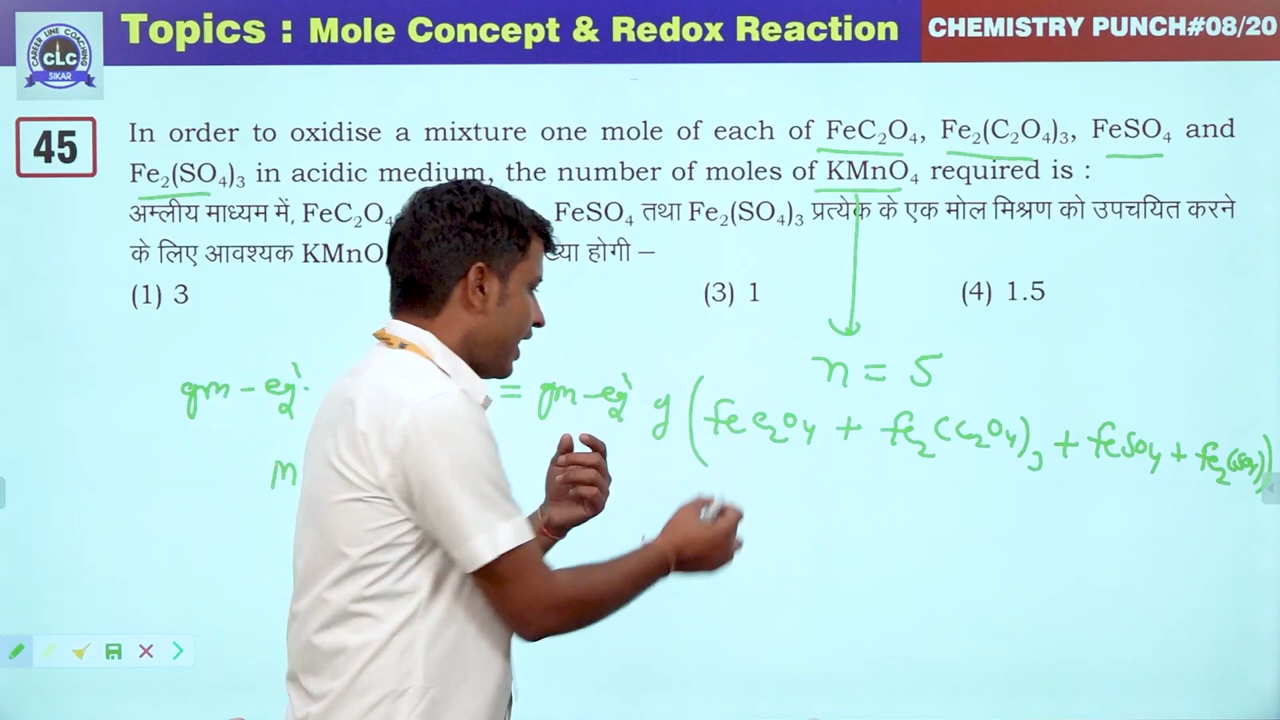 CAREER LINE COACHING
CLC
SIKAR
Topics : Mole Concept & Redox Reaction
CHEMISTRY PUNCH#08/20
45
In order to oxidise a mixture one mole of each of FeC₂O₄, Fe₂(C₂O₄)₃, FeSO₄ and
Fe₂(SO₄)₃ in acidic medium, the number of moles of KMnO₄ required is :
अम्लीय माध्यम में, FeC₂O₄ FeSO₄ तथा Fe₂(SO₄)₃ प्रत्येक के एक मोल मिश्रण को उपचयित करने
के लिए आवश्यक KMnO होगी –
(1) 3
(3) 1
(4) 1.5
n = 5
gm - eq. = gm - eq of (FeC₂O₄ + Fe₂(C₂O₄)₃ + FeSO₄ + Fe₂(SO₄)₃)